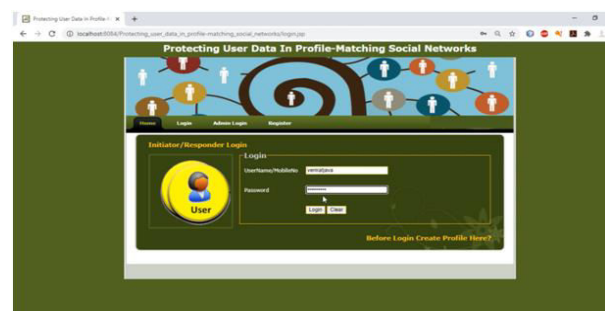 Protecting User Data in Profile-
localhost:8084/Protecting_user_data_in_profile-matching_social_networks/login.jsp
Protecting User Data In Profile-Matching Social Networks
Home Login Admin Login Register
Initiator/Responder Login
Login
UserName/MobileNo venkatjava
Password
User
Login Clear
Before Login Create Profile Here?